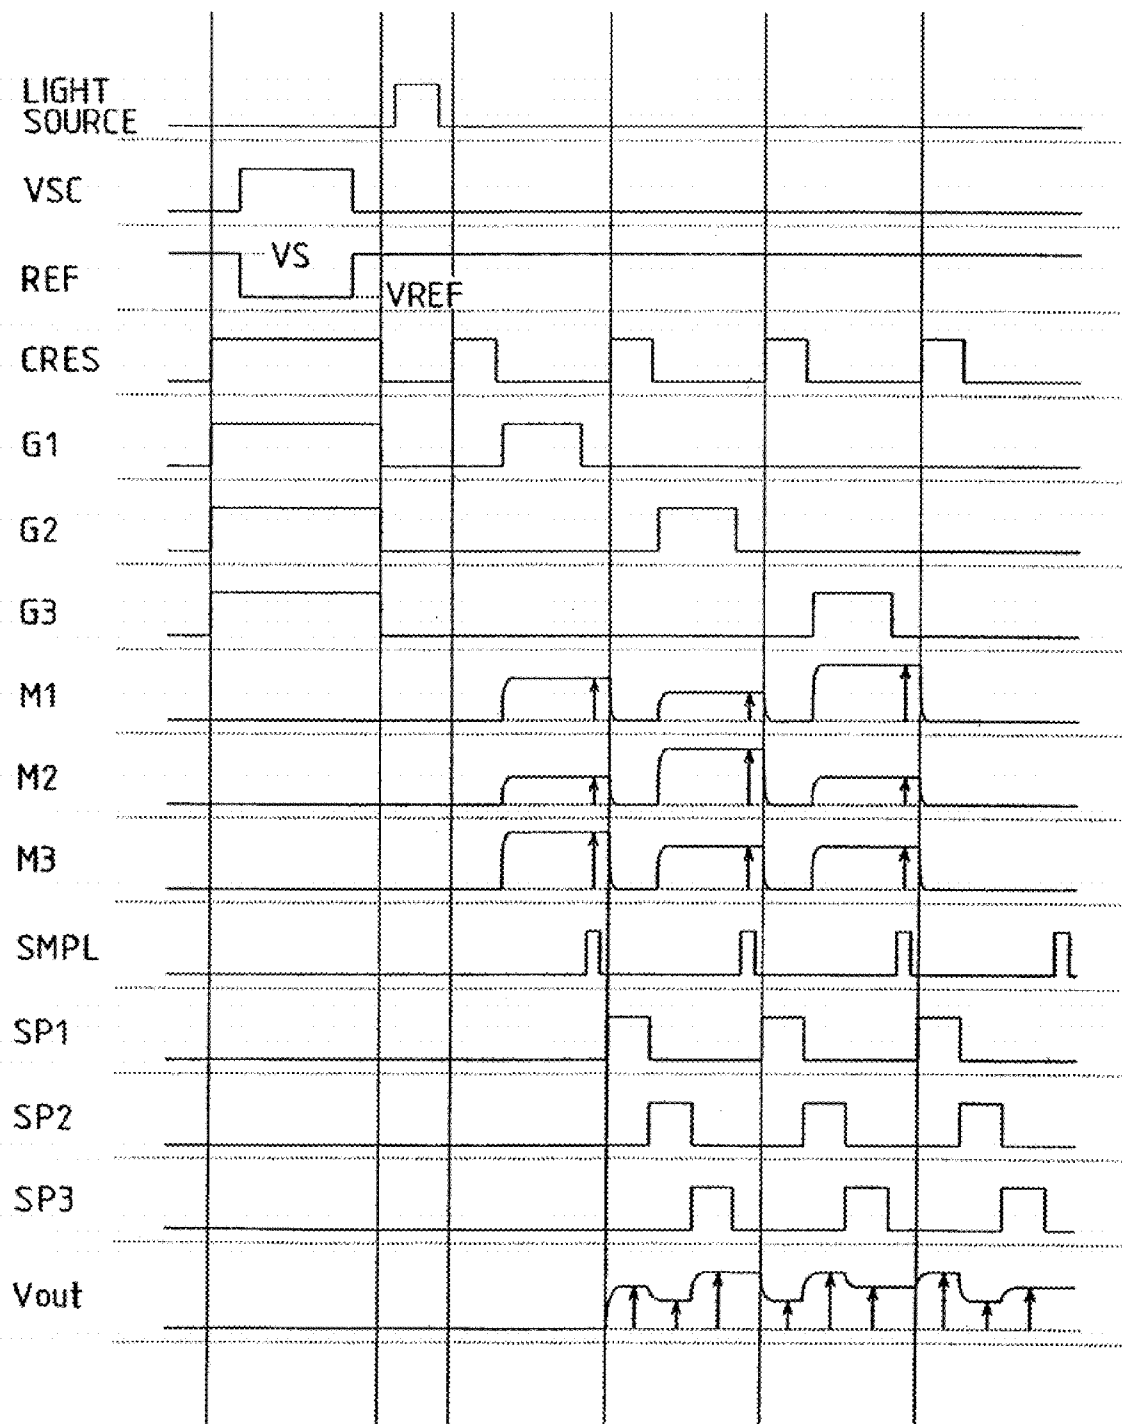 LIGHT
SOURCE
VSC
VS
REF
VREF
CRES
G1
G2
G3
M1
M2
M3
SMPL
SP1
SP2
SP3
Vout